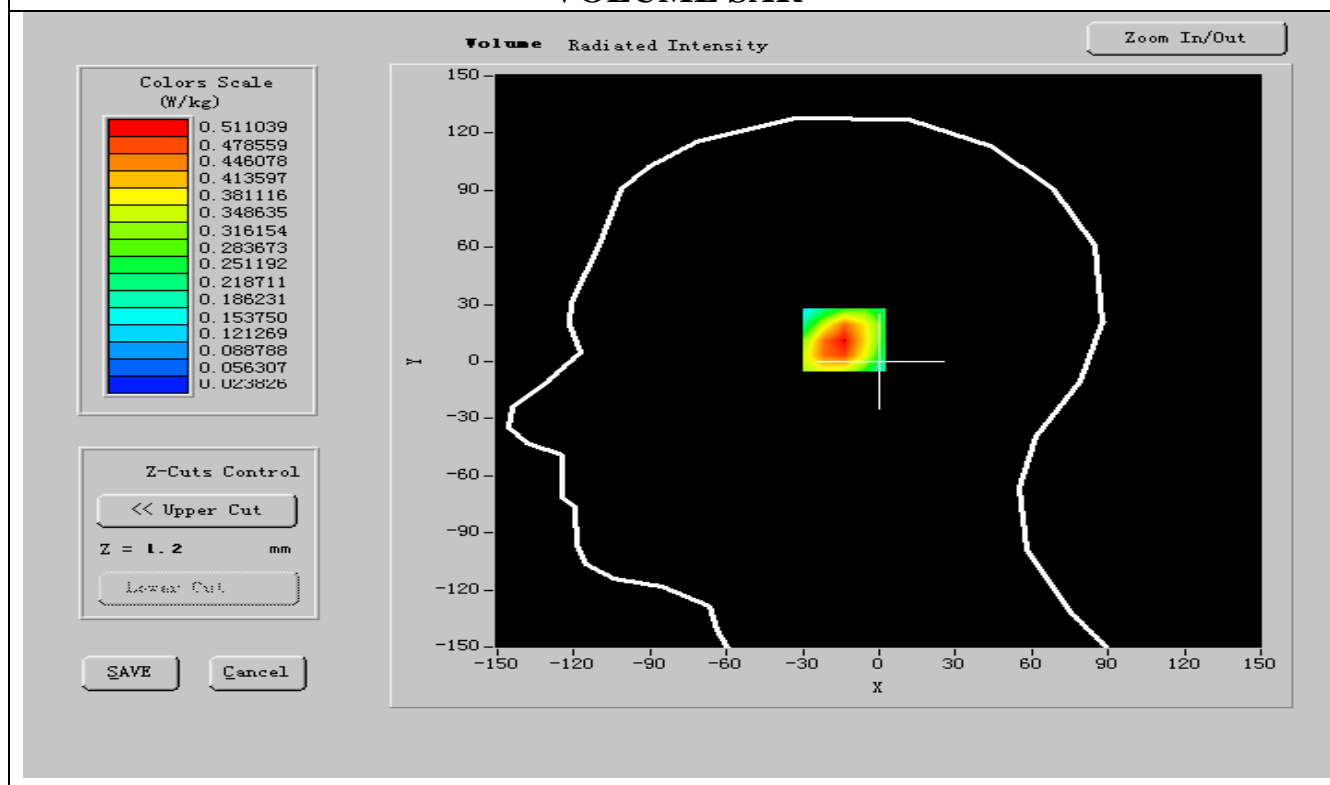 VOLUME SAR
Volume Radiated Intensity
Zoom In/Out
Colors Scale
(W/kg)
0.511039
0.478559
0.446078
0.413597
0.381116
0.348635
0.316154
0.283673
0.251192
0.218711
0.186231
0.153750
0.121269
0.088788
0.056307
0.023826
Z-Cuts Control
<< Upper Cut
Z = 1.2 mm
Lower Cut
SAVE
Cancel
150
120
90
60
30
0
-30
-60
-90
-120
-150
Y
-150 -120 -90 -60 -30 0 30 60 90 120 150
X